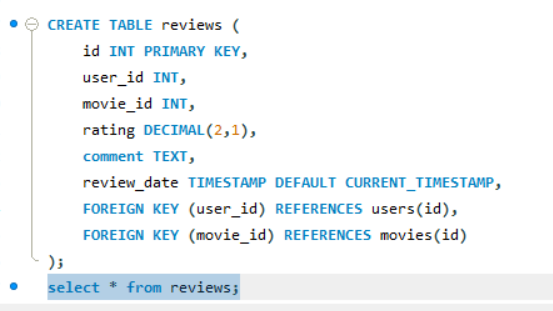 CREATE TABLE reviews (
id INT PRIMARY KEY,
user_id INT,
movie_id INT,
rating DECIMAL(2,1),
comment TEXT,
review_date TIMESTAMP DEFAULT CURRENT_TIMESTAMP,
FOREIGN KEY (user_id) REFERENCES users(id),
FOREIGN KEY (movie_id) REFERENCES movies(id)
);
select * from reviews;